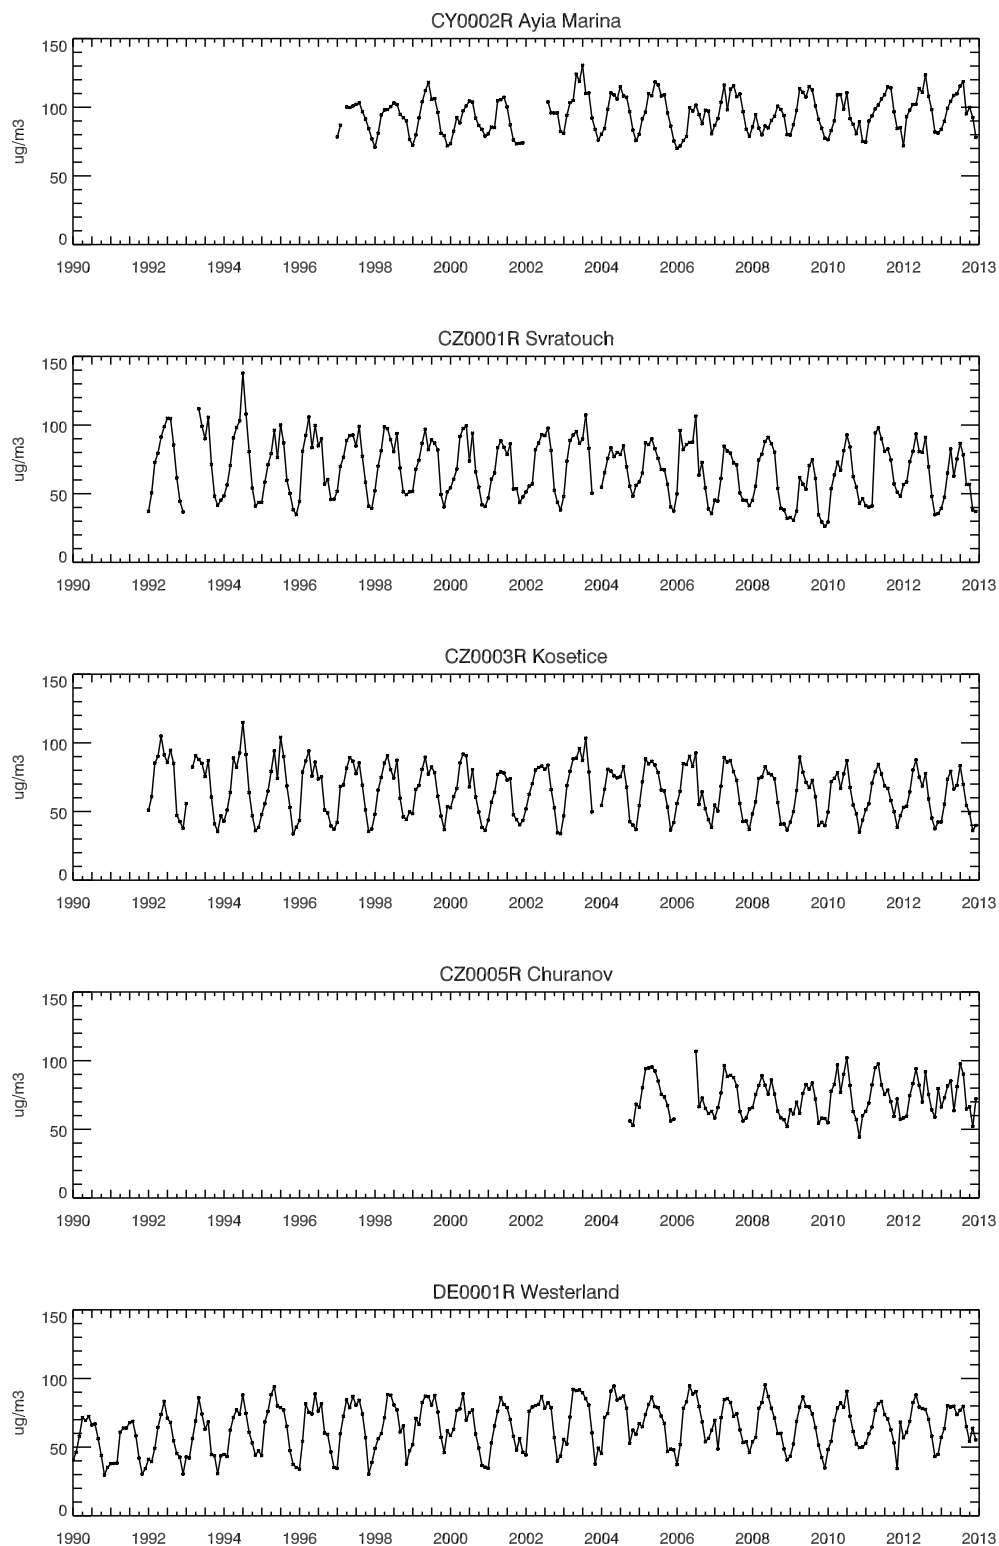 CY0002R Ayia Marina
150
100
50
0
ug/m3
1990 1992 1994 1996 1998 2000 2002 2004 2006 2008 2010 2012 2013
CZ0001R Svratouch
150
100
50
0
ug/m3
1990 1992 1994 1996 1998 2000 2002 2004 2006 2008 2010 2012 2013
CZ0003R Kosetice
150
100
50
0
ug/m3
1990 1992 1994 1996 1998 2000 2002 2004 2006 2008 2010 2012 2013
CZ0005R Churanov
150
100
50
0
ug/m3
1990 1992 1994 1996 1998 2000 2002 2004 2006 2008 2010 2012 2013
DE0001R Westerland
150
100
50
0
ug/m3
1990 1992 1994 1996 1998 2000 2002 2004 2006 2008 2010 2012 2013